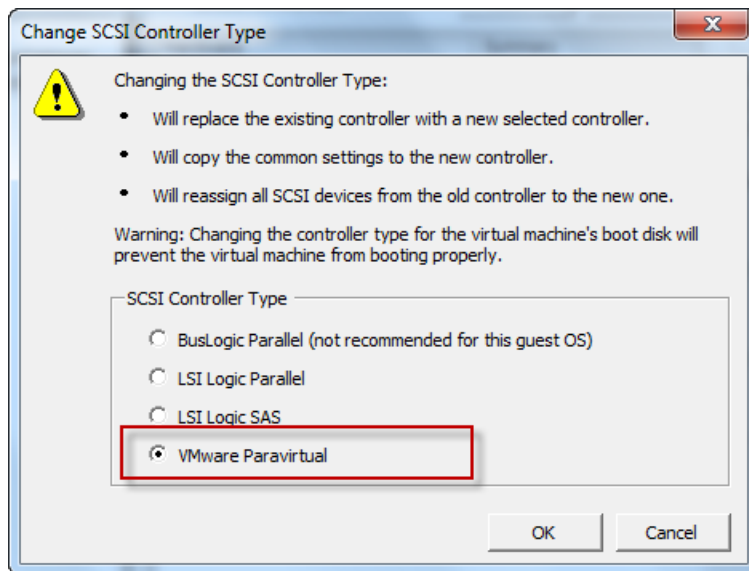 Change SCSI Controller Type
Changing the SCSI Controller Type:
• Will replace the existing controller with a new selected controller.
• Will copy the common settings to the new controller.
• Will reassign all SCSI devices from the old controller to the new one.
Warning: Changing the controller type for the virtual machine's boot disk will
prevent the virtual machine from booting properly.
SCSI Controller Type
BusLogic Parallel (not recommended for this guest OS)
LSI Logic Parallel
LSI Logic SAS
VMware Paravirtual
OK Cancel